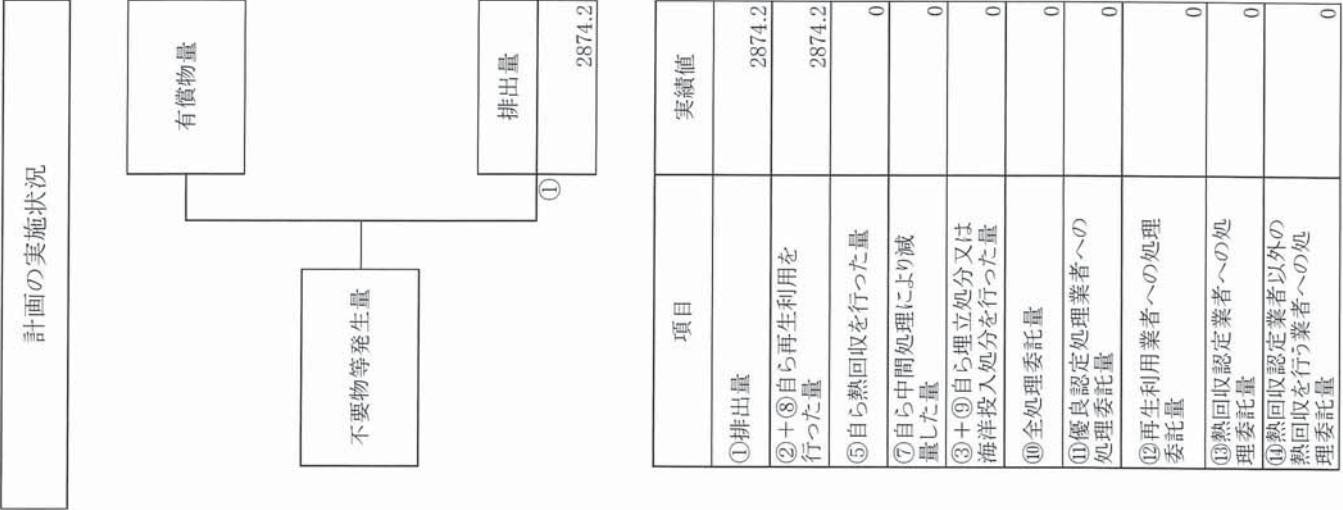 計画の実施状況
不要物等発生量
有償物量
排出量
①
2874.2
項目
実績値
①排出量
2874.2
②+⑧自ら再生利用を
行った量
2874.2
⑤自ら熱回収を行った量
0
⑦自ら中間処理により減
量した量
0
③+⑨自ら埋立処分又は
海洋投入処分を行った量
0
⑩全処理委託量
0
⑪優良認定処理業者への
処理委託量
0
⑫再生利用業者への処理
委託量
0
⑬熱回収認定業者への処
理委託量
0
⑭熱回収認定業者以外の
熱回収を行う業者への処
理委託量
0